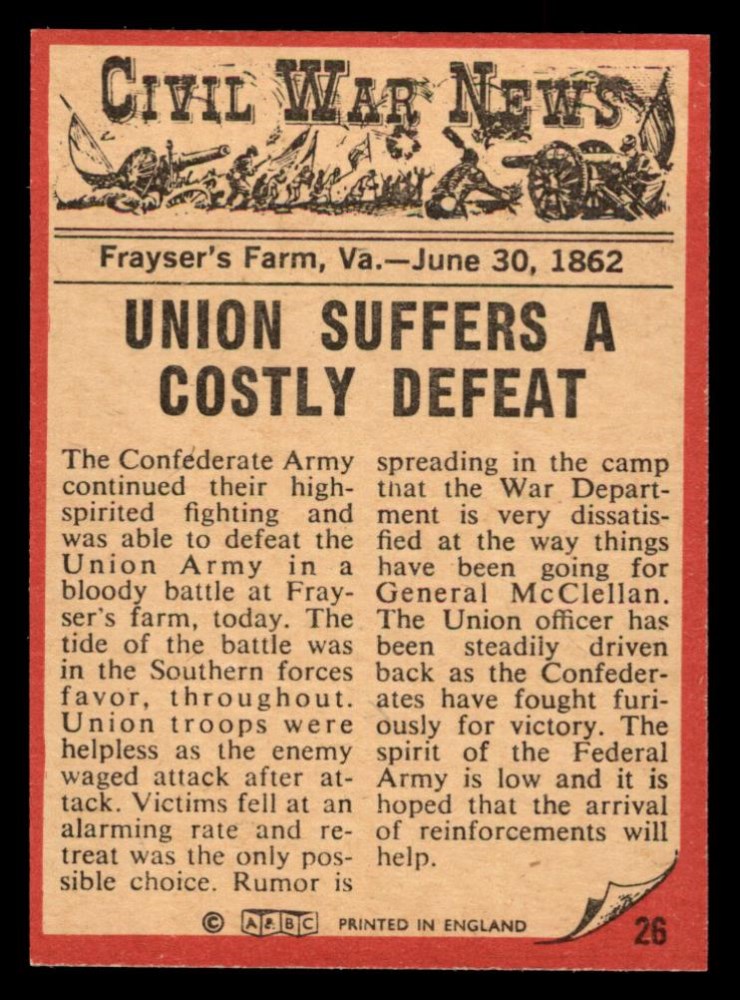 CIVIL WAR NEWS
Frayser's Farm, Va.—June 30, 1862
UNION SUFFERS A
COSTLY DEFEAT
The Confederate Army
continued their high-
spirited fighting and
was able to defeat the
Union Army in a
bloody battle at Fray-
ser's farm, today. The
tide of the battle was
in the Southern forces
favor, throughout.
Union troops were
helpless as the enemy
waged attack after at-
tack. Victims fell at an
alarming rate and re-
treat was the only pos-
sible choice. Rumor is
spreading in the camp
that the War Depart-
ment is very dissatis-
fied at the way things
have been going for
General McClellan.
The Union officer has
been steadily driven
back as the Confeder-
ates have fought furi-
ously for victory. The
spirit of the Federal
Army is low and it is
hoped that the arrival
of reinforcements will
help.
© A&BC PRINTED IN ENGLAND
26